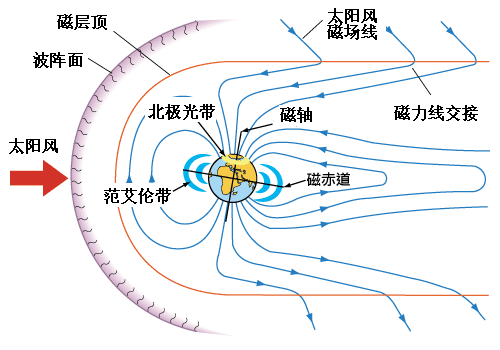 太阳风
磁场线
磁层顶
波阵面
北极光带
磁轴
磁力线交接
太阳风
磁赤道
范艾伦带